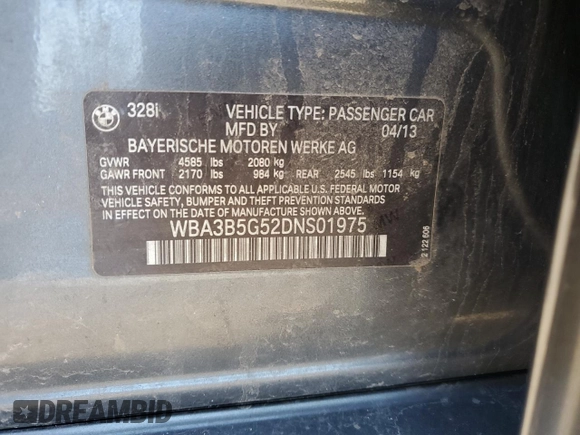 328i VEHICLE TYPE: PASSENGER CAR
MFD BY 04/13
BAYERISCHE MOTOREN WERKE AG
GVWR 4585 lbs 2080 kg
GAWR FRONT 2170 lbs 984 kg REAR 2545 lbs 1154 kg
THIS VEHICLE CONFORMS TO ALL APPLICABLE U.S. FEDERAL MOTOR
VEHICLE SAFETY, BUMPER AND THEFT PREVENTION STANDARDS
IN EFFECT ON THE DATE OF MANUFACTURE SHOWN ABOVE.
WBA3B5G52DNS01975
2 122 606
DREAMBID